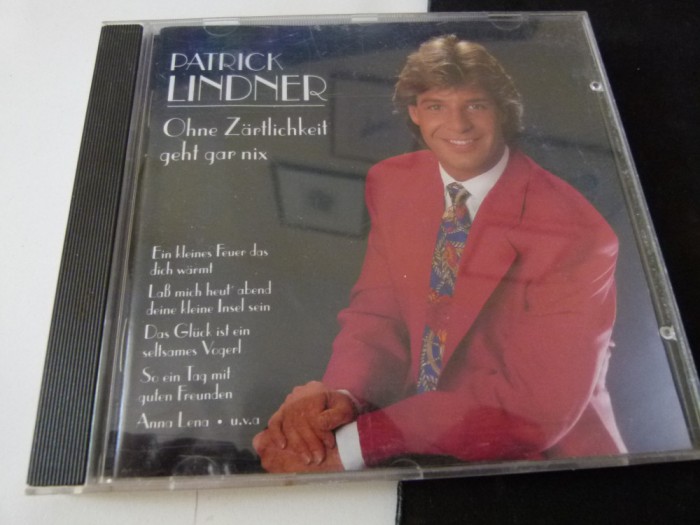 PATRICK
LINDNER
Ohne Zärtlichkeit
geht gar nix
Ein kleines Feuer das
dich wärmt
Laß mich heut' abend
deine kleine Insel sein
Das Glück ist ein
seltsames Vogerl
So ein Tag mit
guten Freunden
Anna Lena • u.v.a